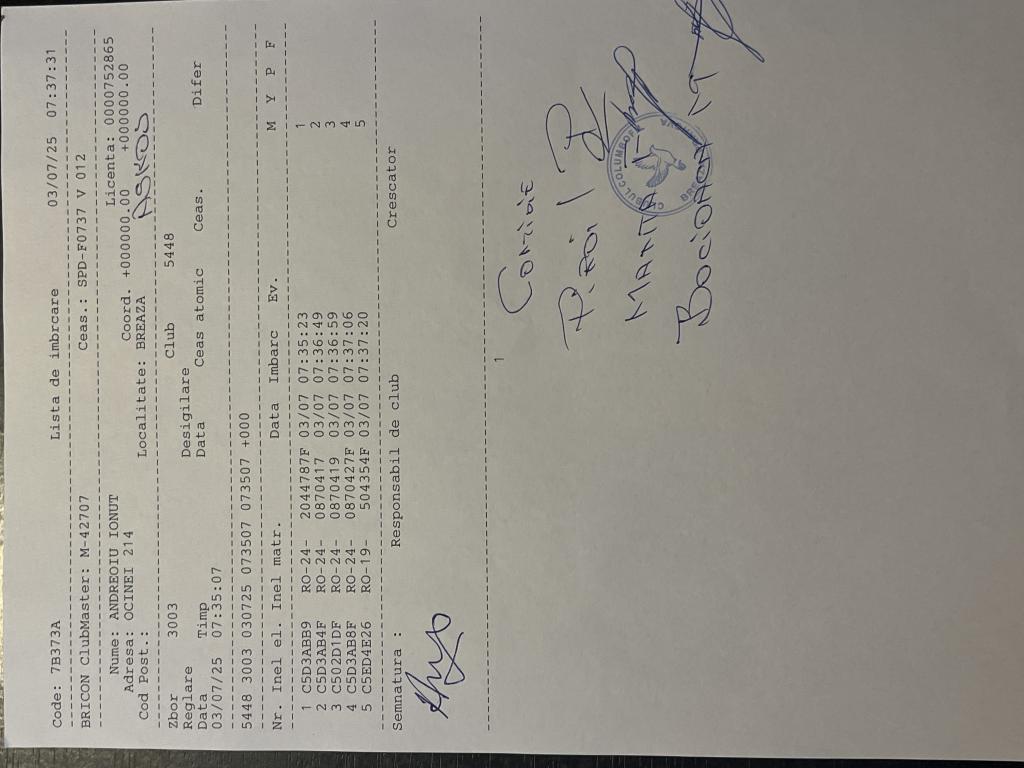 Code: 7B373A Lista de imbrcare 03/07/25 07:37:31
BRICON ClubMaster: M-42707 Ceas.: SPD-F0737 V 012
Nume: ANDREOIU IONUT Licenta: 0000752865
Adresa: OCINEI 214 Coord. +000000.00 +000000.00
Cod Post.: Localitate: BREAZA
Zbor 3003 Club 5448
Reglare Desigilare
Data Timp Data Ceas atomic Ceas. Difer
03/07/25 07:35:07
5448 3003 030725 073507 073507 +000
Nr. Inel el. Inel matr. Data Imbarc Ev. M Y P F
1 C5D3ABB9 RO-24- 2044787F 03/07 07:35:23 1
2 C5D3AB4F RO-24- 0870417 03/07 07:36:49 2
3 C502D1DF RO-24- 0870419 03/07 07:36:59 3
4 C5D3AB8F RO-24- 0870427F 03/07 07:37:06 4
5 C5ED4E26 RO-19- 504354F 03/07 07:37:20 5
Semnatura : Responsabil de club Crescator
1
MANTA